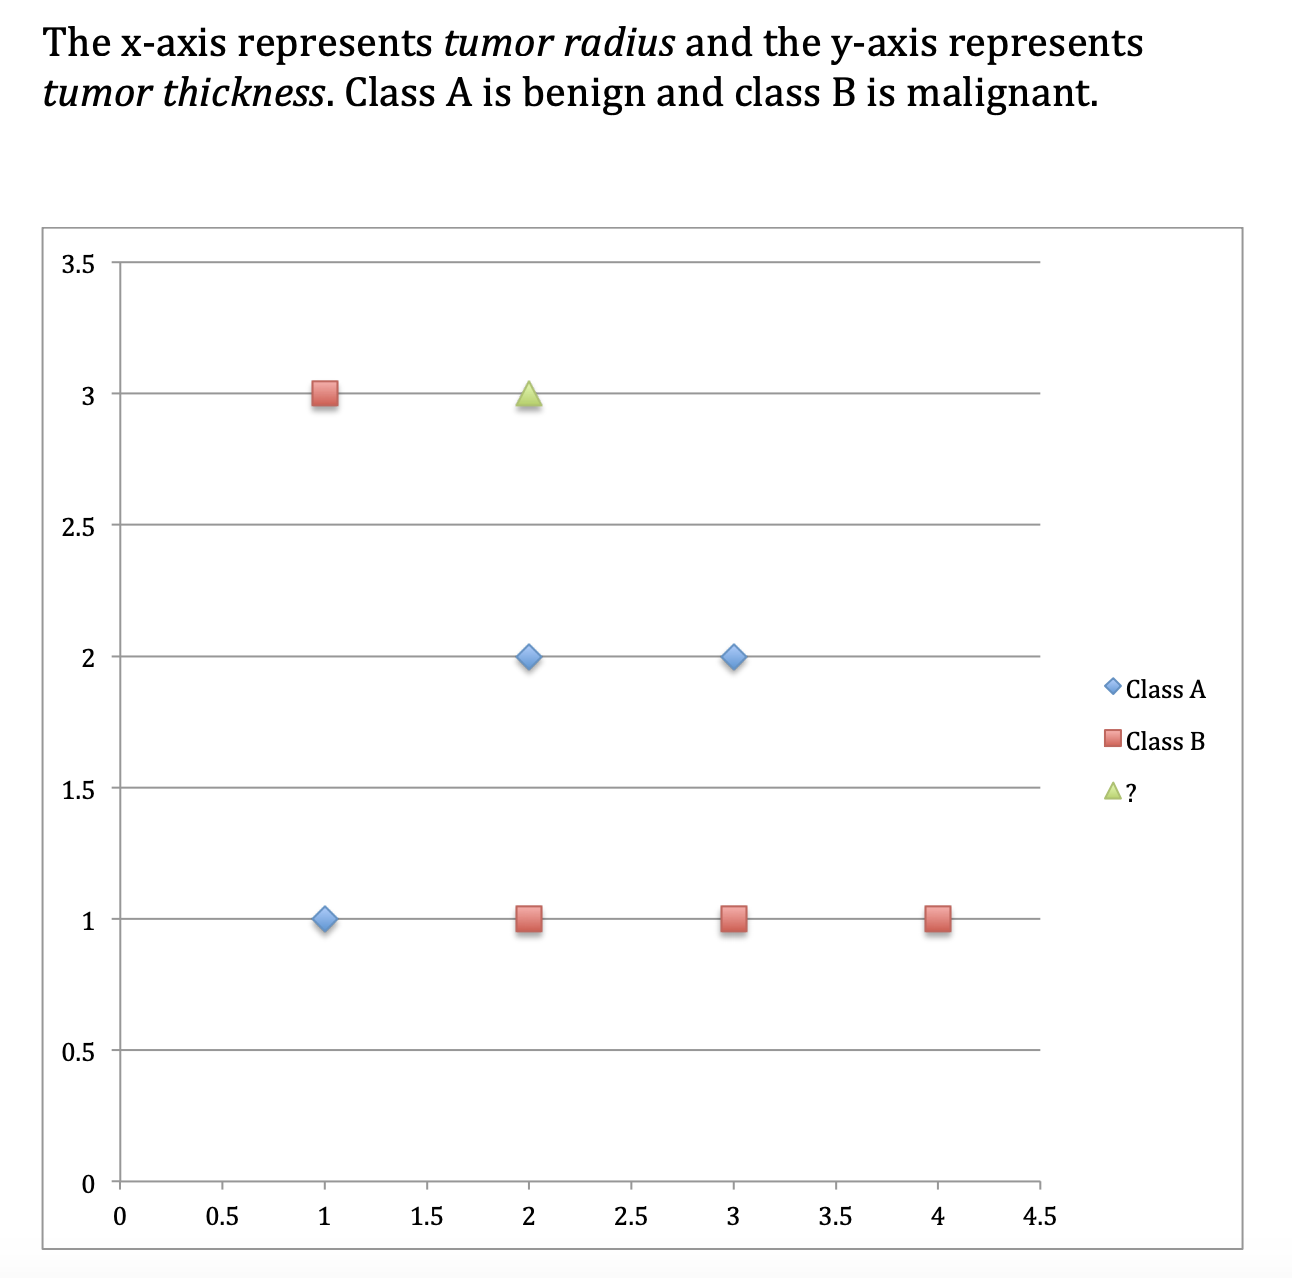 The x-axis represents tumor radius and the y-axis represents
tumor thickness. Class A is benign and class B is malignant.
3.5
3
2.5
2
1.5
1
0.5
0
0 0.5 1 1.5 2 2.5 3 3.5 4 4.5
Class A
Class B
?